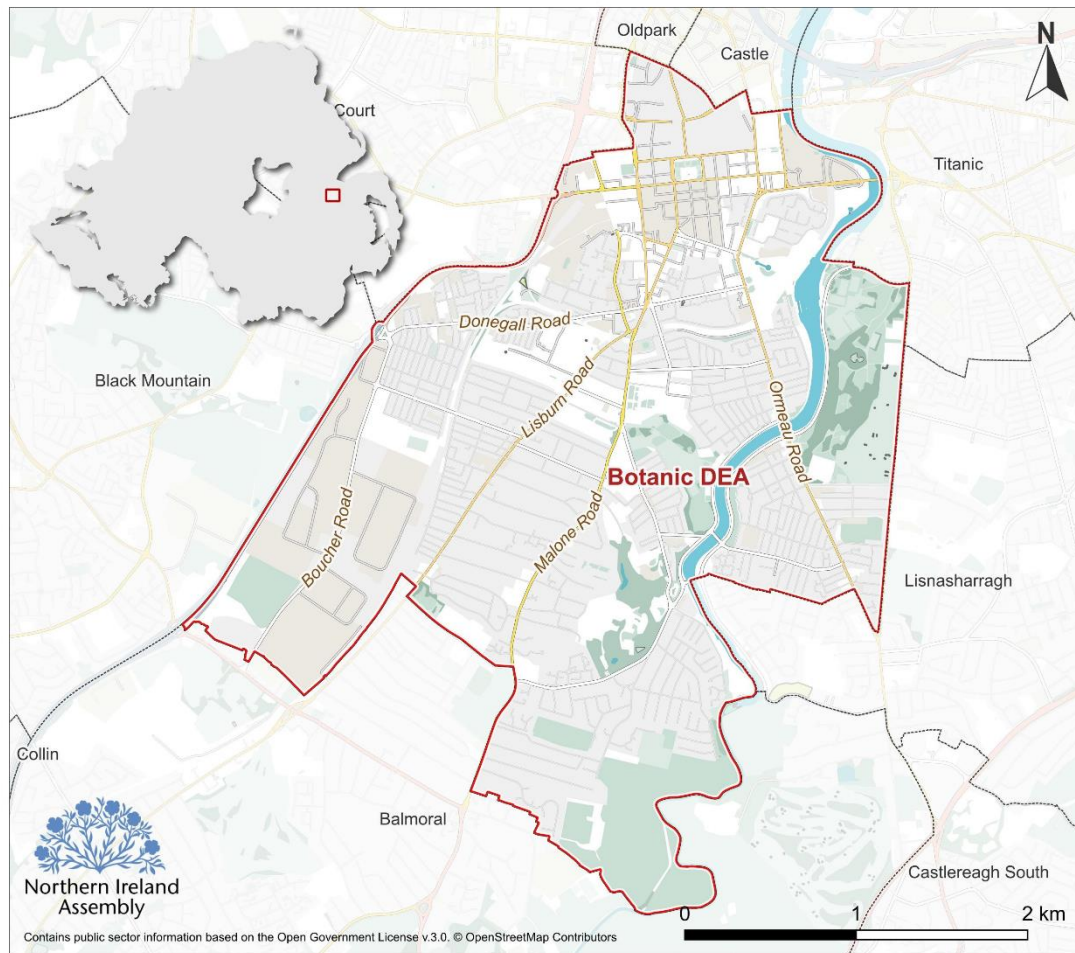 Oldpark
Castle
N
Court
Titanic
Donegall Road
Black Mountain
Lisburn Road
Ormeau Road
Botanic DEA
Boucher Road
Malone Road
Lisnasharragh
Collin
Balmoral
Castlereagh South
Northern Ireland
Assembly
0 1 2 km
Contains public sector information based on the Open Government License v.3.0. © OpenStreetMap Contributors